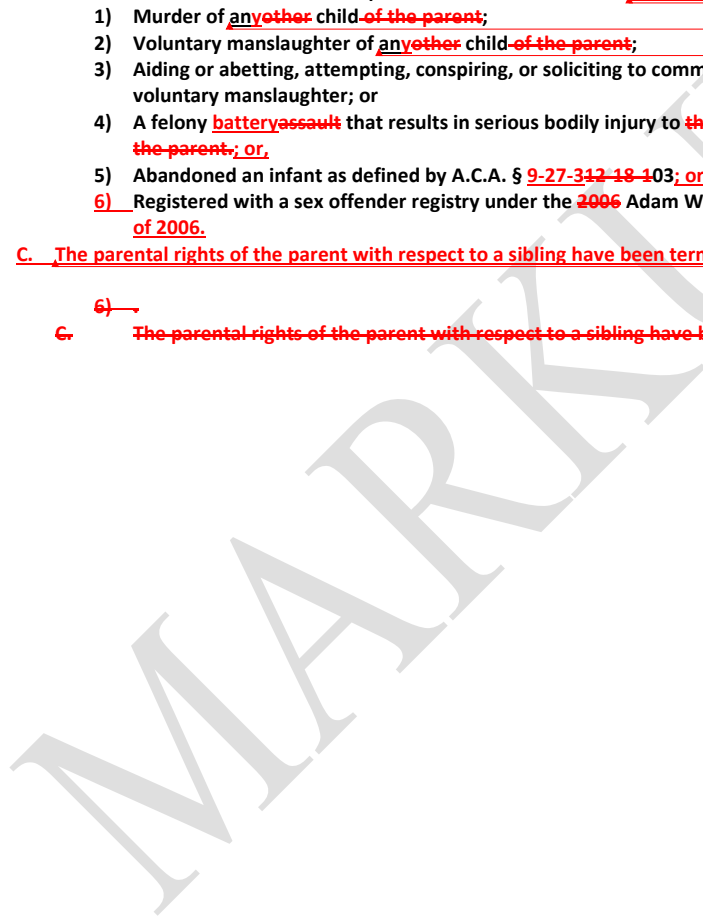 1) Murder of anyother child of the parent;
2) Voluntary manslaughter of anyother child of the parent;
3) Aiding or abetting, attempting, conspiring, or soliciting to
voluntary manslaughter; or
4) A felony batteryassault that results in serious bodily injury to
the parent.; or,
5) Abandoned an infant as defined by A.C.A. § 9-27-312-18-103; or
6) Registered with a sex offender registry under the 2006 Adam
of 2006.
C. The parental rights of the parent with respect to a sibling have been
6) .
C. The parental rights of the parent with respect to a sibling have
MARKU